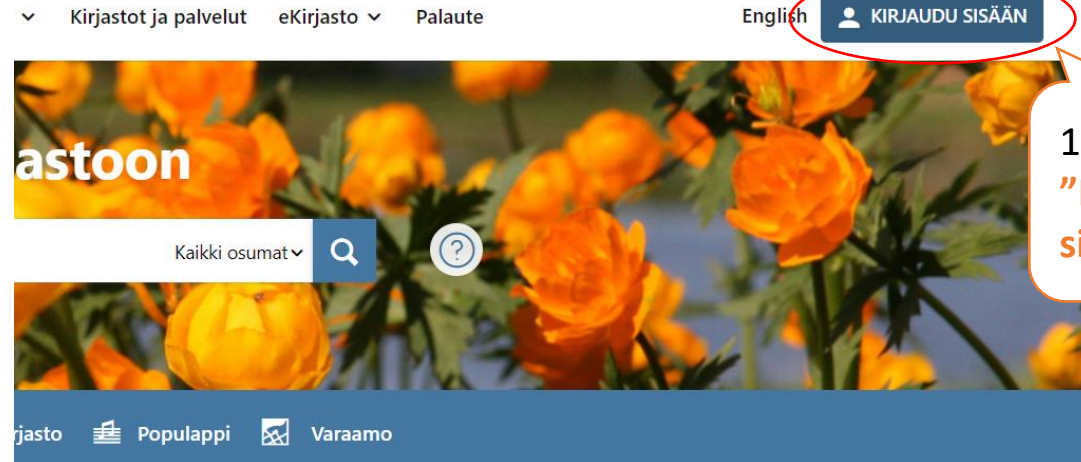 Kirjastot ja palvelut eKirjasto Palaute English KIRJAUDU SISÄÄN
astoon
Kaikki osumat
?
rjasto Populappi Varaamo
1